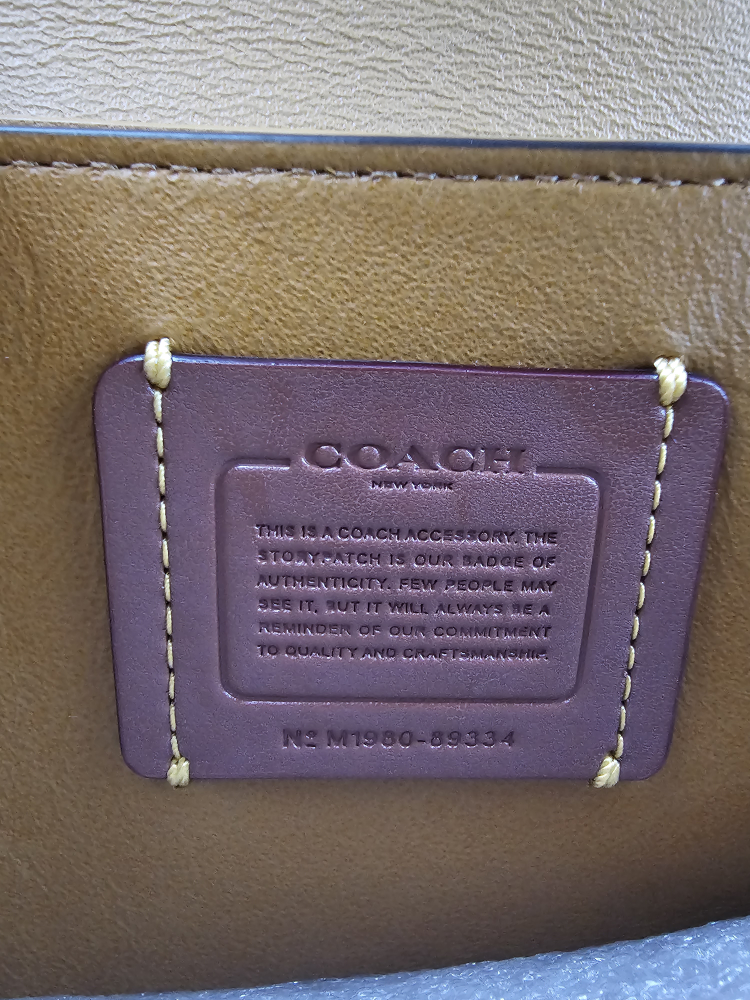 COACH
NEW YORK
THIS IS A COACH ACCESSORY. THE
STORYPATCH IS OUR BADGE OF
AUTHENTICITY. FEW PEOPLE MAY
SEE IT, BUT IT WILL ALWAYS BE A
REMINDER OF OUR COMMITMENT
TO QUALITY AND CRAFTSMANSHIP.
Nº M1980-89334